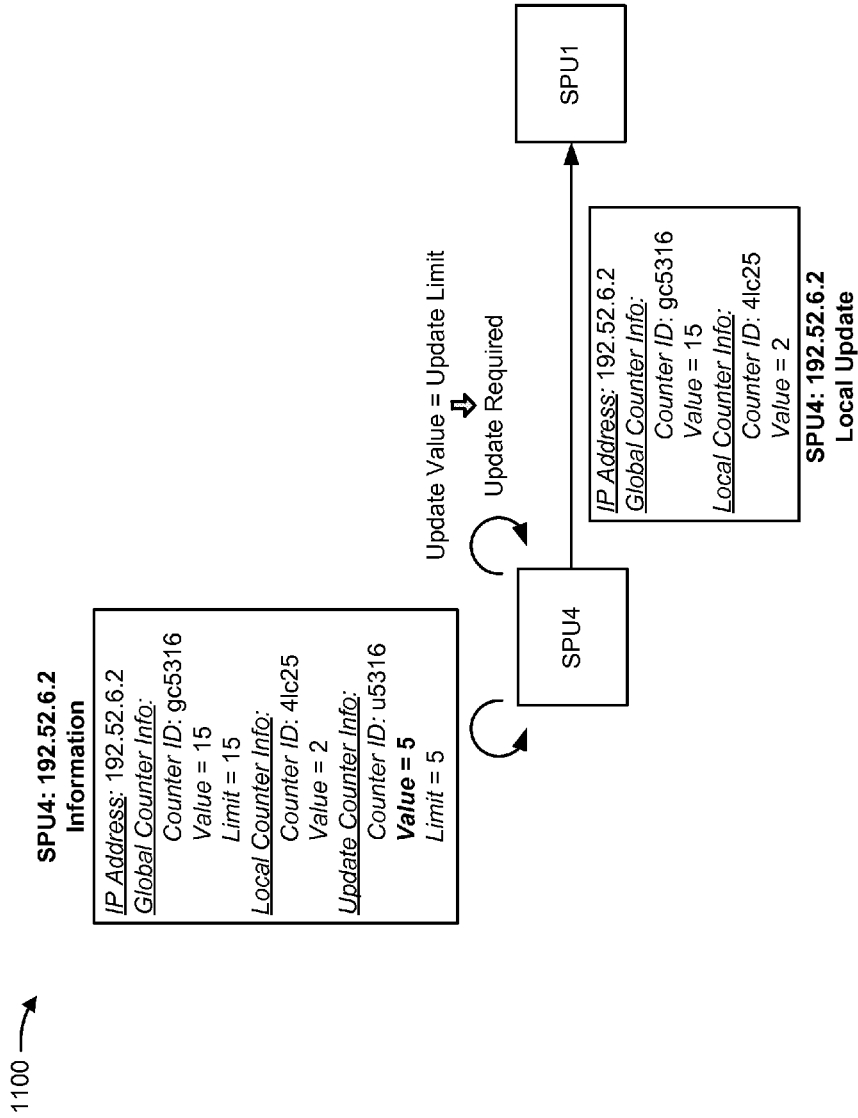 1100
SPU4: 192.52.6.2
Information
IP Address: 192.52.6.2
Global Counter Info:
Counter ID: gc5316
Value = 15
Limit = 15
Local Counter Info:
Counter ID: 4lc25
Value = 2
Update Counter Info:
Counter ID: u5316
Value = 5
Limit = 5
Update Value = Update Limit
Update Required
SPU4
SPU1
IP Address: 192.52.6.2
Global Counter Info:
Counter ID: gc5316
Value = 15
Local Counter Info:
Counter ID: 4lc25
Value = 2
SPU4: 192.52.6.2
Local Update